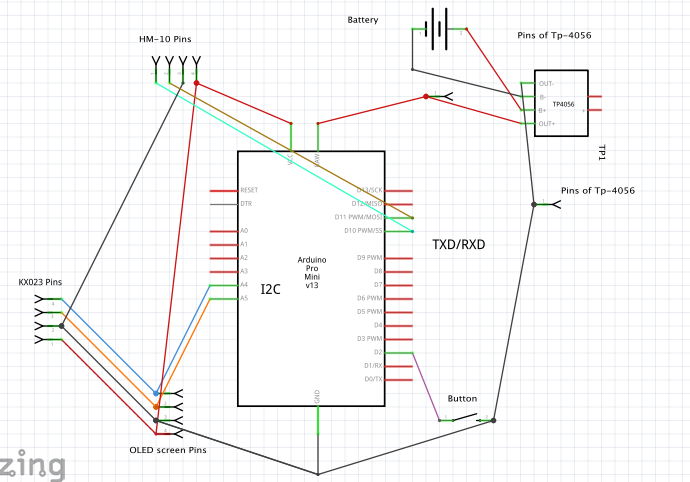 Battery
HM-10 Pins
Pins of Tp-4056
OUT-
B-
B+
OUT+
TP4056
TP1
VCC
RAW
RESET
DTR
A0
A1
A2
A3
A4
A5
D13/SCK
D12/MISO
D11 PWM/MOSI
D10 PWM/SS
D9 PWM
D8
D7
D6 PWM
D5 PWM
D4
D3 PWM
D2
D1/RX
D0/TX
Arduino
Pro
Mini
v13
I2C
GND
TXD/RXD
Pins of Tp-4056
KX023 Pins
Button
OLED screen Pins
zing